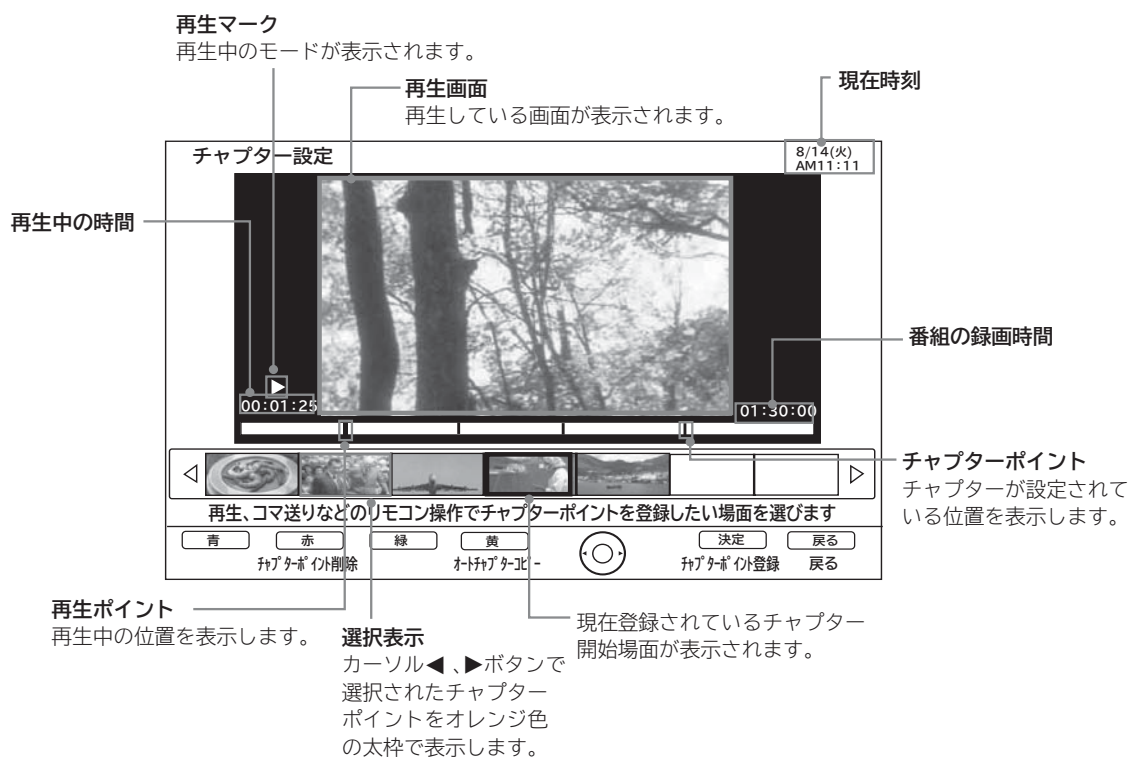 再生マーク
再生中のモードが表示されます。
再生画面
再生している画面が表示されます。
現在時刻
チャプター設定
8/14(火)
AM11:11
再生中の時間
番組の録画時間
00:01:25
01:30:00
チャプターポイント
チャプターが設定されて
いる位置を表示します。
再生、コマ送りなどのリモコン操作でチャプターポイントを登録したい場面を選びます
青 赤 緑 黄 決定 戻る
チャプターポイント削除 オートチャプターコピー チャプターポイント登録 戻る
再生ポイント
再生中の位置を表示します。
選択表示
カーソル◀、▶ボタンで
選択されたチャプター
ポイントをオレンジ色
の太枠で表示します。
現在登録されているチャプター
開始場面が表示されます。